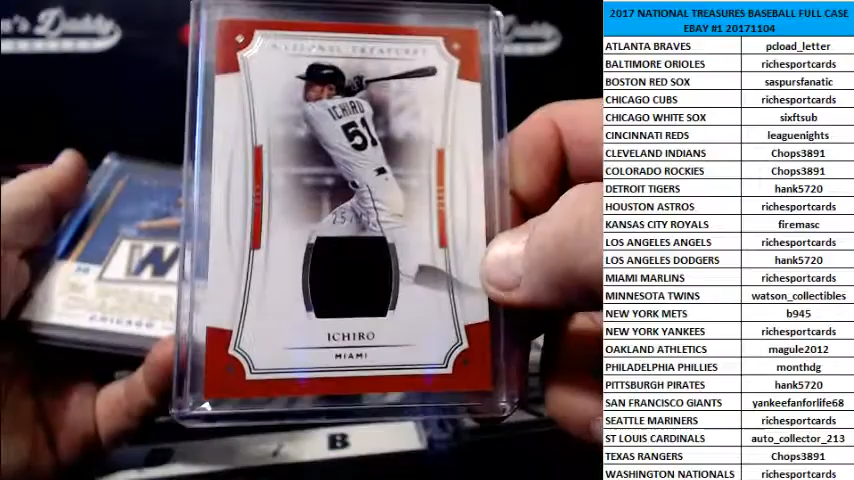 's Daddy
NATIONAL TREASURES
ICHIRO
51
ICHIRO
MIAMI
W
CHICAGO
B
2017 NATIONAL TREASURES BASEBALL FULL CASE
EBAY #1 20171104
ATLANTA BRAVES pcload_letter
BALTIMORE ORIOLES richesportcards
BOSTON RED SOX saspursfanatic
CHICAGO CUBS richesportcards
CHICAGO WHITE SOX sixftsub
CINCINNATI REDS leaguenights
CLEVELAND INDIANS Chops3891
COLORADO ROCKIES Chops3891
DETROIT TIGERS hank5720
HOUSTON ASTROS richesportcards
KANSAS CITY ROYALS firemasc
LOS ANGELES ANGELS richesportcards
LOS ANGELES DODGERS hank5720
MIAMI MARLINS richesportcards
MINNESOTA TWINS watson_collectibles
NEW YORK METS b945
NEW YORK YANKEES richesportcards
OAKLAND ATHLETICS magule2012
PHILADELPHIA PHILLIES monthdg
PITTSBURGH PIRATES hank5720
SAN FRANCISCO GIANTS yankeefanforlife68
SEATTLE MARINERS richesportcards
ST LOUIS CARDINALS auto_collector_213
TEXAS RANGERS Chops3891
WASHINGTON NATIONALS richesportcards